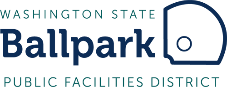 WASHINGTON STATE
Ballpark
PUBLIC FACILITIES DISTRICT